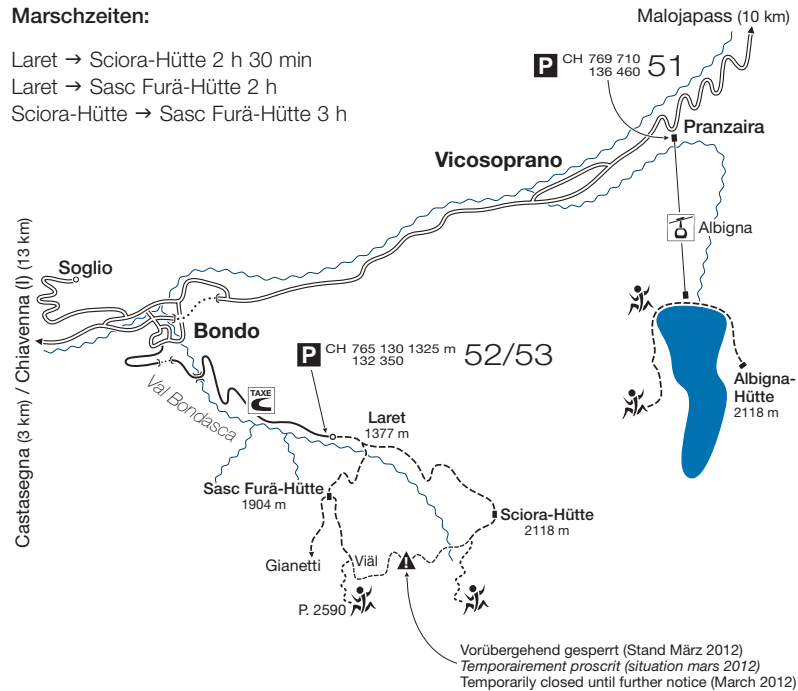 Marschzeiten:
Laret → Sciora-Hütte 2 h 30 min
Laret → Sasc Furä-Hütte 2 h
Sciora-Hütte → Sasc Furä-Hütte 3 h
Malojapass (10 km)
P CH 769 710
136 460
51
Pranzaira
Vicosoprano
Albigna
Soglio
Castasegna (3 km) / Chiavenna (I) (13 km)
Bondo
P CH 765 130 1325 m
132 350
52/53
Val Bondasca
TAXE
Albigna-
Hütte
2118 m
Laret
1377 m
Sasc Furä-Hütte
1904 m
Sciora-Hütte
2118 m
Gianetti
Viäl
P. 2590
Vorübergehend gesperrt (Stand März 2012)
Temporairement proscrit (situation mars 2012)
Temporarily closed until further notice (March 2012)